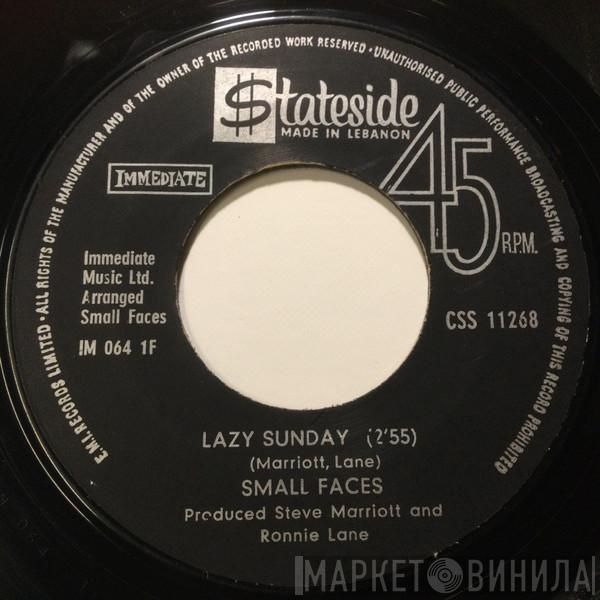 E.M.I. RECORDS LIMITED · ALL RIGHTS OF THE MANUFACTURER AND OF THE OWNER OF THE RECORDED WORK RESERVED · UNAUTHORISED PUBLIC PERFORMANCE BROADCASTING AND COPYING OF THIS RECORD PROHIBITED
$tateside
MADE IN LEBANON
45
R.P.M.
IMMEDIATE
Immediate
Music Ltd.
Arranged
Small Faces
IM 064 1F
CSS 11268
LAZY SUNDAY (2'55)
(Marriott, Lane)
SMALL FACES
Produced Steve Marriott and
Ronnie Lane
МАРКЕТ ВИНИЛА